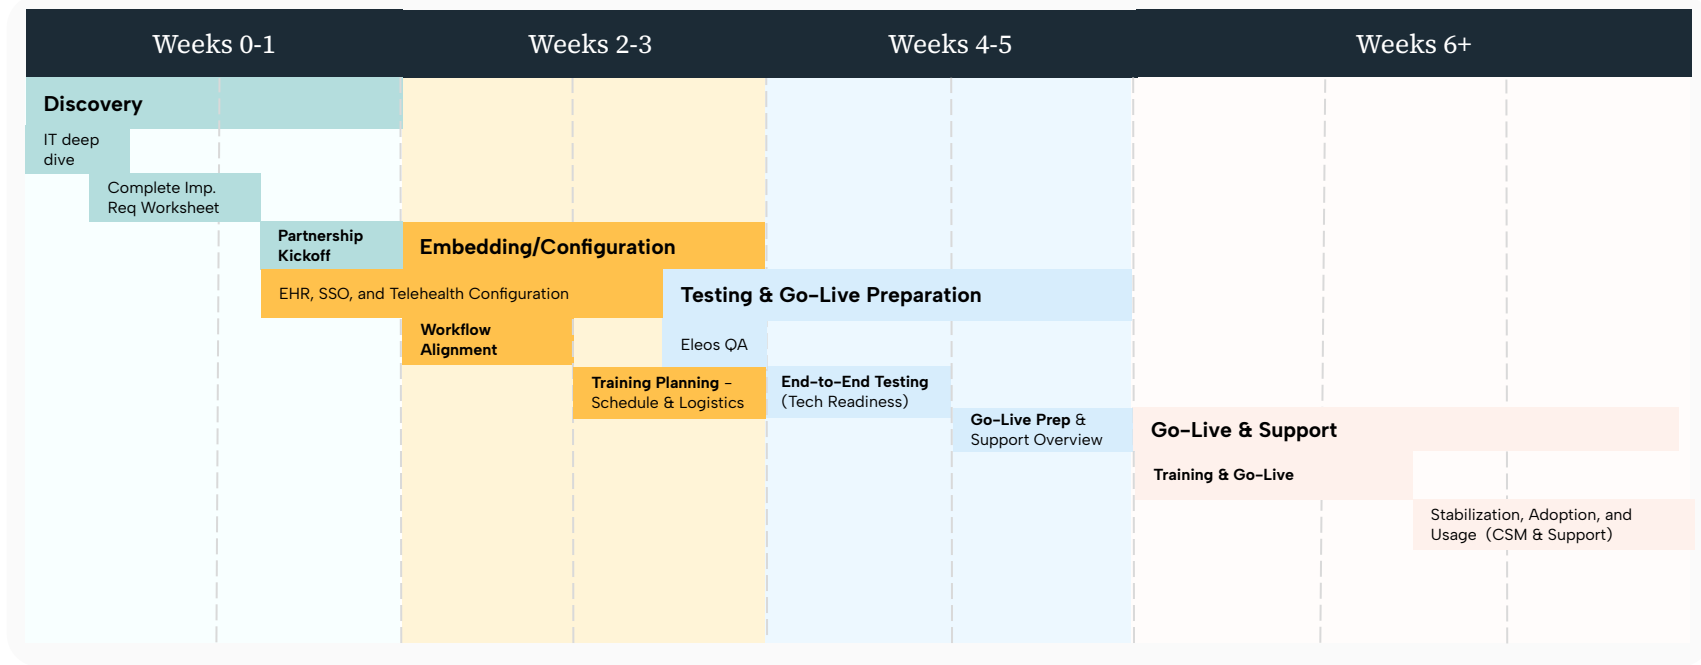 Weeks 0-1
Weeks 2-3
Weeks 4-5
Weeks 6+
Discovery
IT deep
dive
Complete Imp.
Req Worksheet
Partnership
Kickoff
Embedding/Configuration
EHR, SSO, and Telehealth Configuration
Testing & Go-Live Preparation
Workflow
Alignment
Eleos QA
Training Planning –
Schedule & Logistics
End-to-End Testing
(Tech Readiness)
Go-Live Prep &
Support Overview
Go-Live & Support
Training & Go-Live
Stabilization, Adoption, and
Usage (CSM & Support)